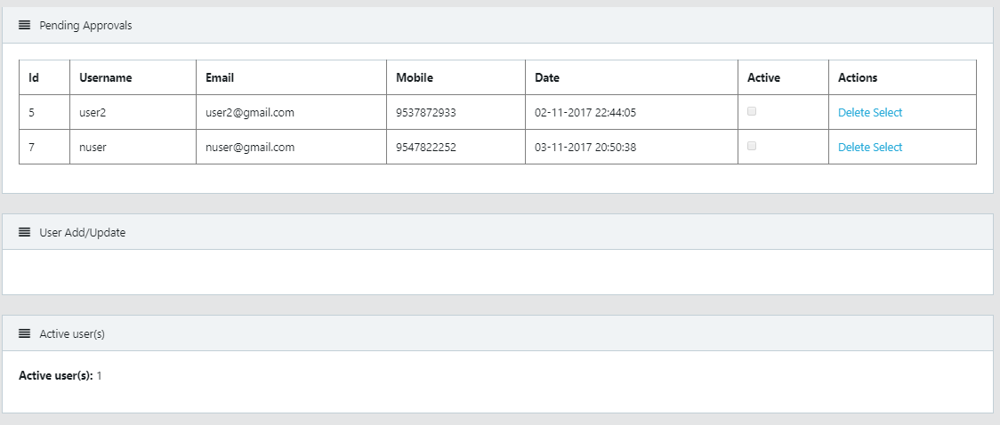 Pending Approvals
Id Username Email Mobile Date Active Actions
5 user2 user2@gmail.com 9537872933 02-11-2017 22:44:05 Delete Select
7 nuser nuser@gmail.com 9547822252 03-11-2017 20:50:38 Delete Select
User Add/Update
Active user(s)
Active user(s): 1